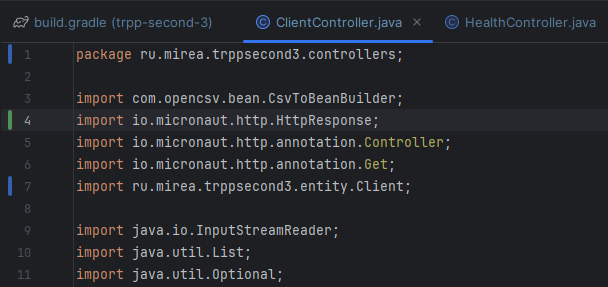 build.gradle (trpp-second-3) ClientController.java HealthController.java
1 package ru.mirea.trppsecond3.controllers;
2
3 import com.opencsv.bean.CsvToBeanBuilder;
4 import io.micronaut.http.HttpResponse;
5 import io.micronaut.http.annotation.Controller;
6 import io.micronaut.http.annotation.Get;
7 import ru.mirea.trppsecond3.entity.Client;
8
9 import java.io.InputStreamReader;
10 import java.util.List;
11 import java.util.Optional;